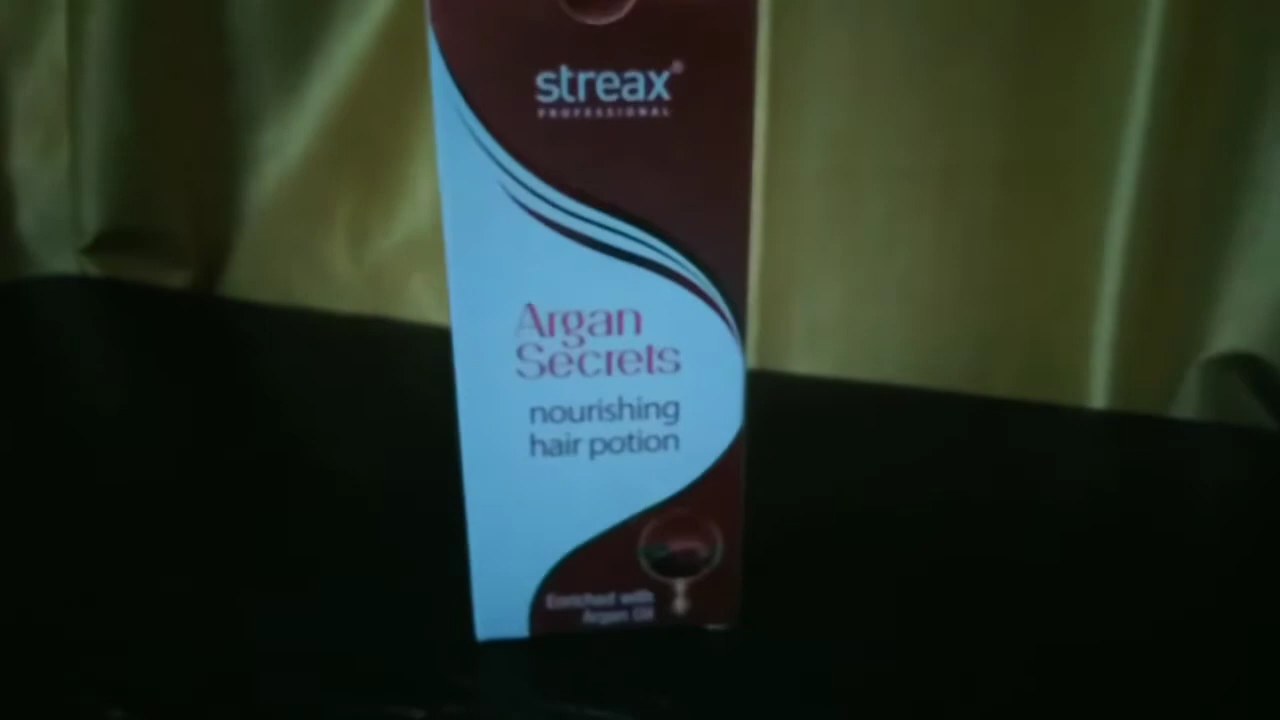 streax®
PROFESSIONAL
Argan
Secrets
nourishing
hair potion
Enriched with
Argan Oil